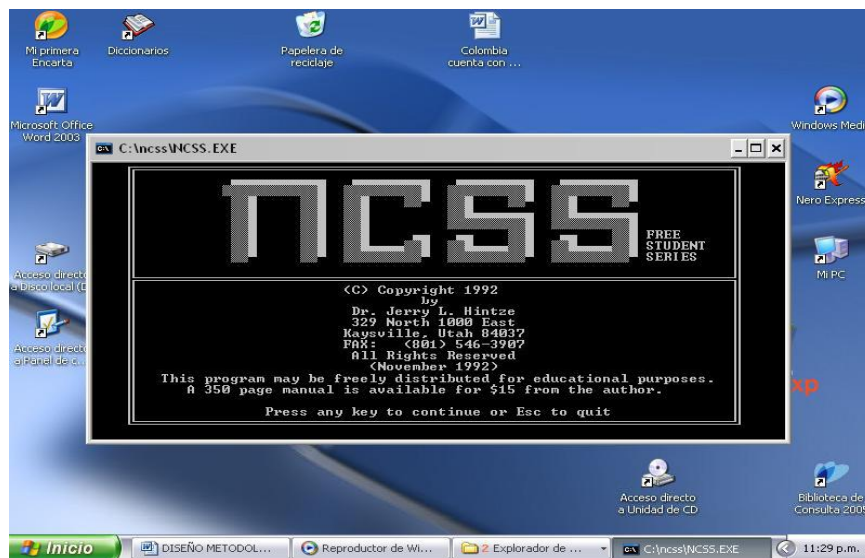 Mi primera
Encarta
Diccionarios
Papelera de
reciclaje
Colombia
cuenta con ...
Microsoft Office
Word 2003
Windows Medi
Nero Express
Mi PC
Acceso directo
a Disco local (D
Acceso directo
a Panel de c...
C:\ncss\NCSS.EXE
NCSS
FREE
STUDENT
SERIES
(C) Copyright 1992
by
Dr. Jerry L. Hintze
329 North 1000 East
Kaysville, Utah 84037
FAX: (801) 546-3907
All Rights Reserved
(November 1992)
This program may be freely distributed for educational purposes.
A 350 page manual is available for $15 from the author.
Press any key to continue or Esc to quit
xp
Acceso directo
a Unidad de CD
Biblioteca de
Consulta 2005
Inicio
DISEÑO METODOL...
Reproductor de Wi...
2 Explorador de ...
C:\ncss\NCSS.EXE
11:29 p.m.